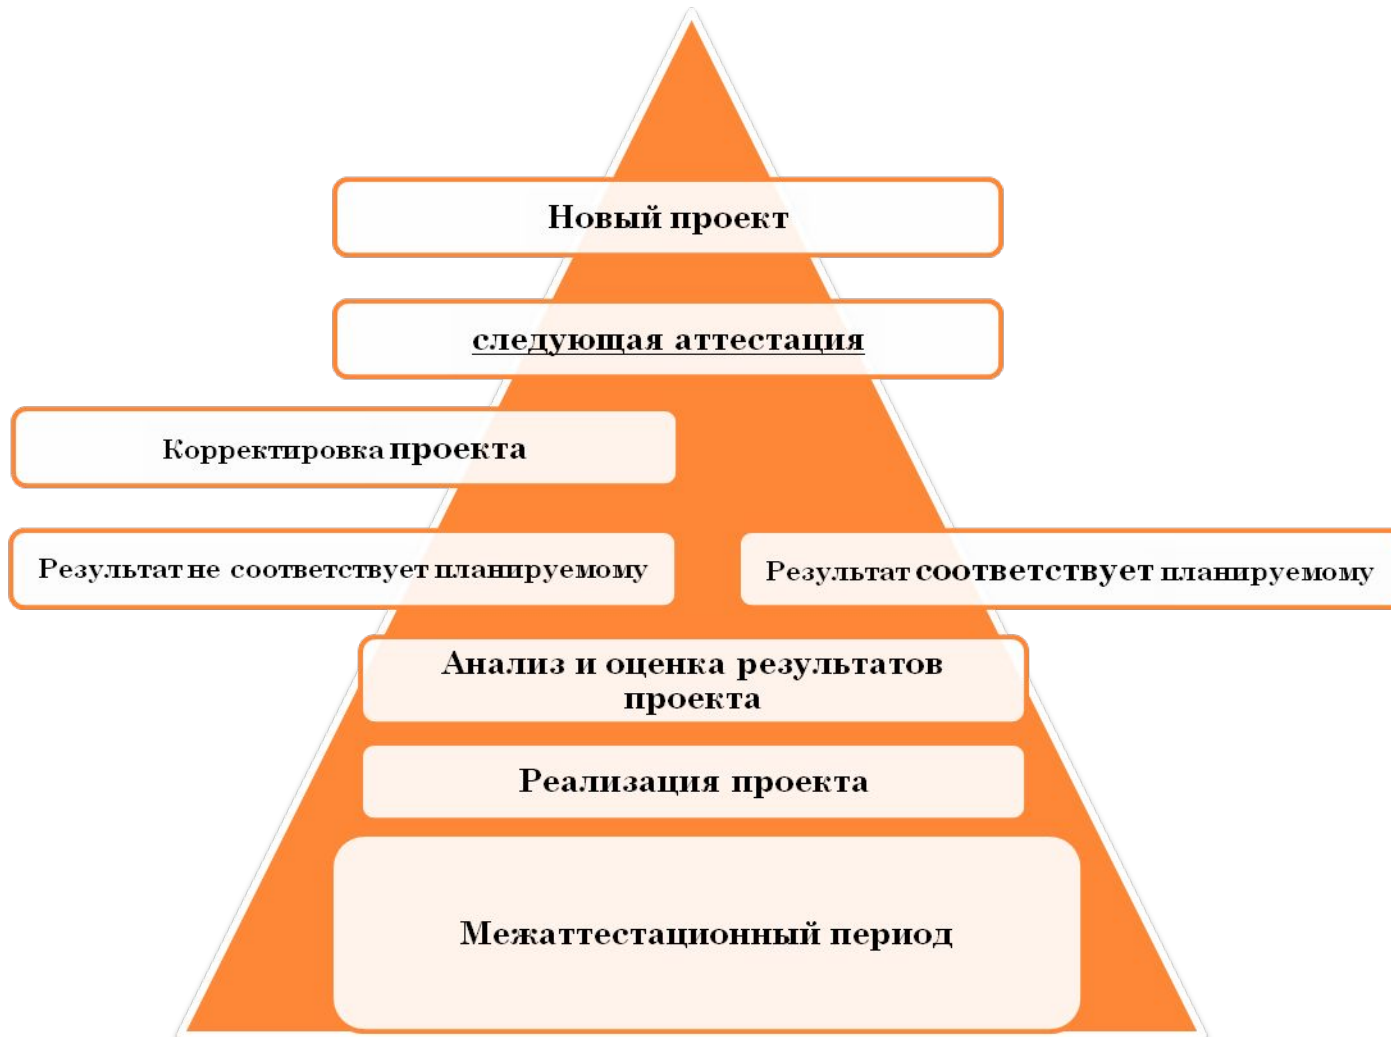 Новый проект
следующая аттестация
Корректировка проекта
Результат не соответствует планируемому
Результат соответствует планируемому
Анализ и оценка результатов
проекта
Реализация проекта
Межаттестационный период